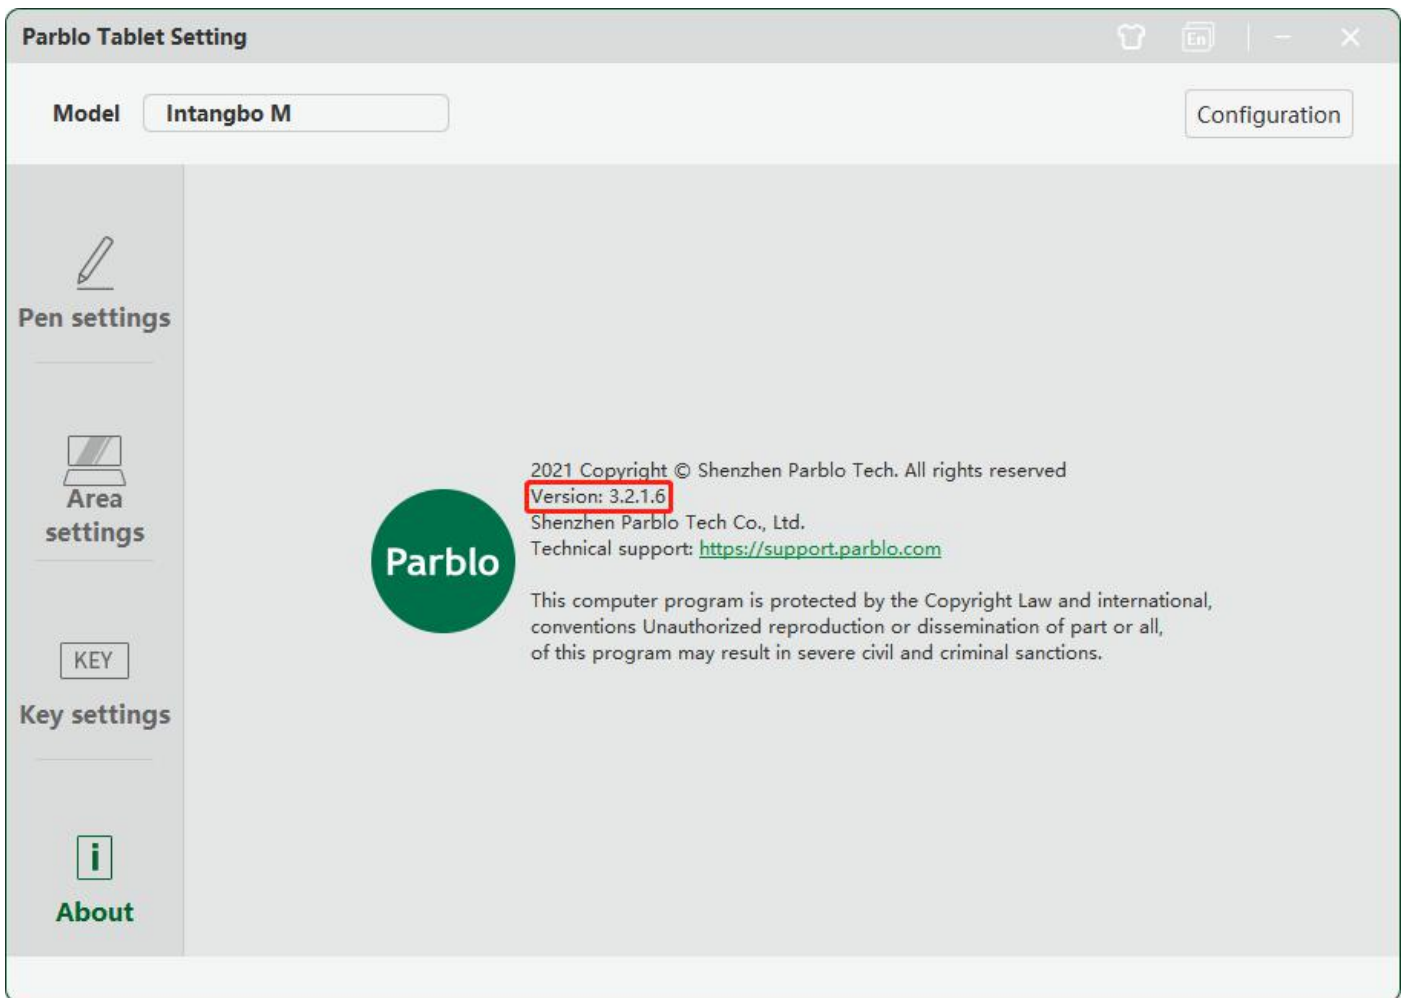 Parblo Tablet Setting
En
Model
Intangbo M
Configuration
Pen settings
Area
settings
KEY
Key settings
i
About
Parblo
2021 Copyright © Shenzhen Parblo Tech. All rights reserved
Version: 3.2.1.6
Shenzhen Parblo Tech Co., Ltd.
Technical support: https://support.parblo.com
This computer program is protected by the Copyright Law and international,
conventions Unauthorized reproduction or dissemination of part or all,
of this program may result in severe civil and criminal sanctions.